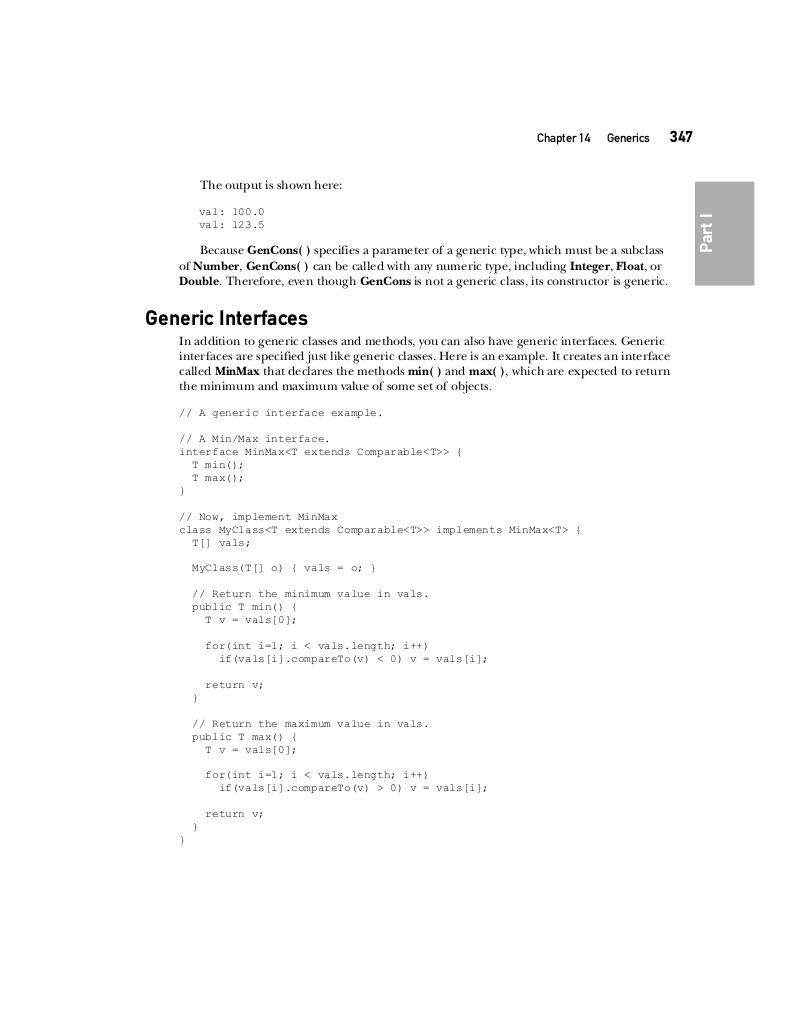 Chapter 14 Generics 347
Part I
The output is shown here:
val: 100.0
val: 123.5
Because GenCons( ) specifies a parameter of a generic type, which must be a subclass
of Number, GenCons( ) can be called with any numeric type, including Integer, Float, or
Double. Therefore, even though GenCons is not a generic class, its constructor is generic.
Generic Interfaces
In addition to generic classes and methods, you can also have generic interfaces. Generic
interfaces are specified just like generic classes. Here is an example. It creates an interface
called MinMax that declares the methods min( ) and max( ), which are expected to return
the minimum and maximum value of some set of objects.
// A generic interface example.
// A Min/Max interface.
interface MinMax<T extends Comparable<T>> {
  T min();
  T max();
}
// Now, implement MinMax
class MyClass<T extends Comparable<T>> implements MinMax<T> {
  T[] vals;
  MyClass(T[] o) { vals = o; }
  // Return the minimum value in vals.
  public T min() {
    T v = vals[0];
    for(int i=1; i < vals.length; i++)
      if(vals[i].compareTo(v) < 0) v = vals[i];
    return v;
  }
  // Return the maximum value in vals.
  public T max() {
    T v = vals[0];
    for(int i=1; i < vals.length; i++)
      if(vals[i].compareTo(v) > 0) v = vals[i];
    return v;
  }
}